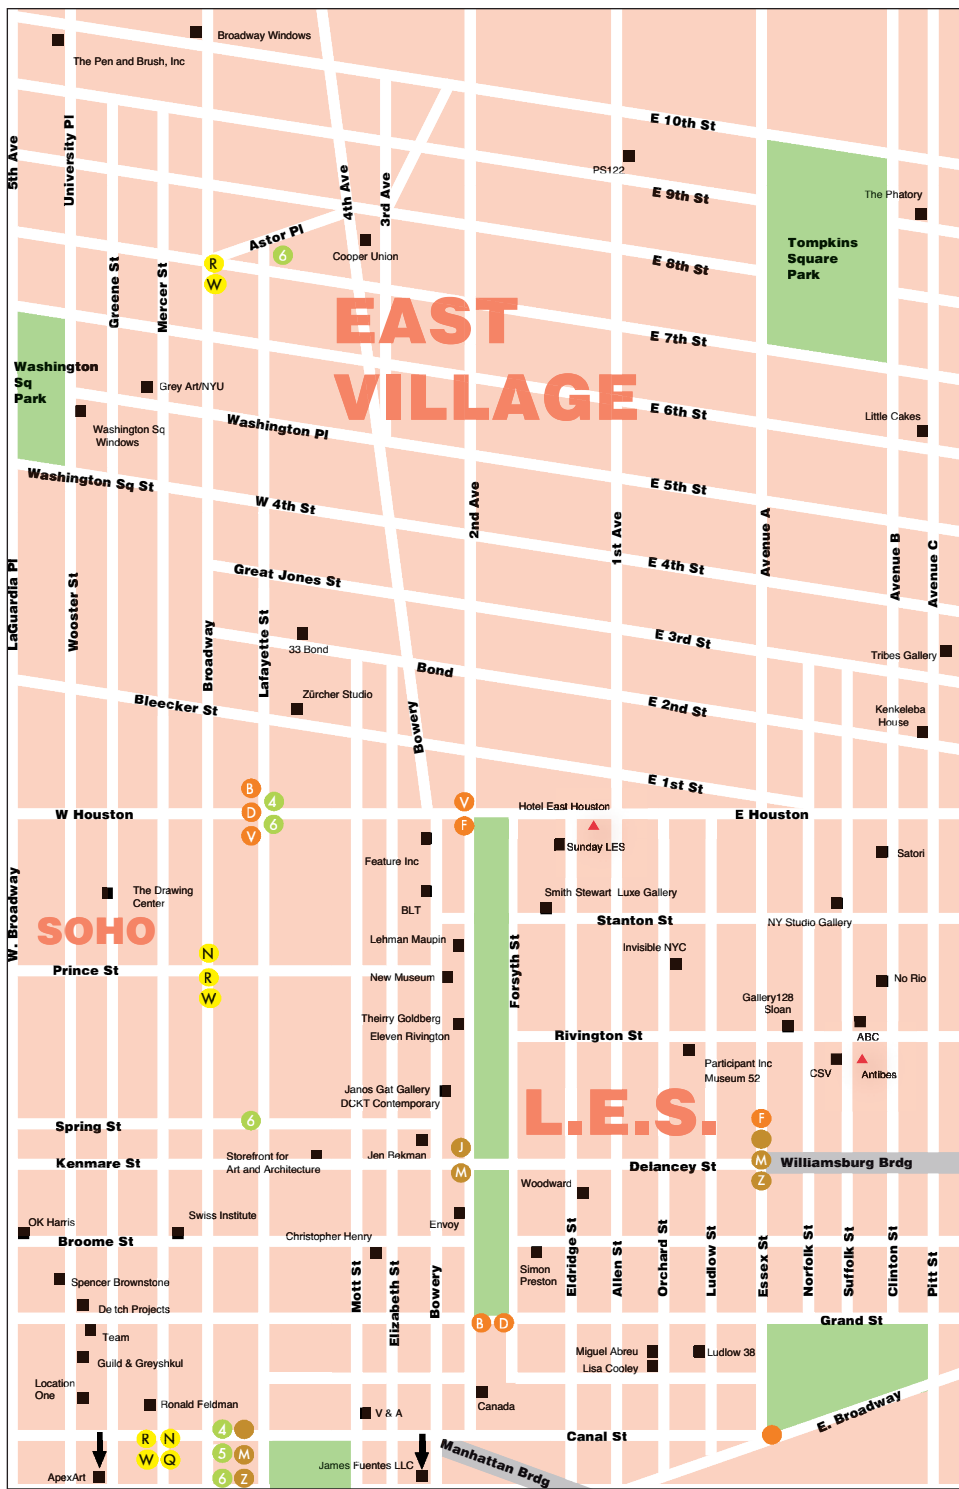 Broadway Windows
The Pen and Brush, Inc
5th Ave
University Pl
4th Ave
3rd Ave
E 10th St
PS122
E 9th St
The Phatory
Astor Pl
6
Cooper Union
R
W
E 8th St
Tompkins
Square
Park
Greene St
Mercer St
EAST
VILLAGE
E 7th St
Washington
Sq
Park
Grey Art/NYU
Washington Sq
Windows
Washington Pl
E 6th St
Little Cakes
Washington Sq St
W 4th St
2nd Ave
E 5th St
1st Ave
Avenue A
Avenue B
Avenue C
LaGuardia Pl
Wooster St
Great Jones St
E 4th St
Broadway
Lafayette St
33 Bond
Bond
E 3rd St
Tribes Gallery
Bleecker St
Zürcher Studio
Bowery
E 2nd St
Kenkeleba
House
E 1st St
B
D
V
4
6
V
F
W Houston
Hotel East Houston
E Houston
Sunday LES
Satori
Feature Inc
W. Broadway
The Drawing
Center
BLT
Smith Stewart Luxe Gallery
Stanton St
NY Studio Gallery
SOHO
N
R
W
Lehman Maupin
Invisible NYC
Prince St
New Museum
Forsyth St
No Rio
Gallery128
Sloan
Theirry Goldberg
Eleven Rivington
Rivington St
ABC
Participant Inc
Museum 52
CSV
Antibes
Janos Gat Gallery
DCKT Contemporary
L.E.S.
Spring St
6
F
M
Z
J
M
Kenmare St
Storefront for
Art and Architecture
Jen Bekman
Delancey St
Williamsburg Brdg
Woodward
OK Harris
Swiss Institute
Envoy
Broome St
Christopher Henry
Simon
Preston
Mott St
Elizabeth St
Bowery
Eldridge St
Allen St
Orchard St
Ludlow St
Essex St
Norfolk St
Suffolk St
Clinton St
Pitt St
Spencer Brownstone
Deitch Projects
B
D
Grand St
Team
Guild & Greyshkul
Miguel Abreu
Lisa Cooley
Ludlow 38
Location
One
Ronald Feldman
V & A
Canada
E. Broadway
R
N
W
Q
4
5
M
6
Z
Canal St
ApexArt
James Fuentes LLC
Manhattan Brdg